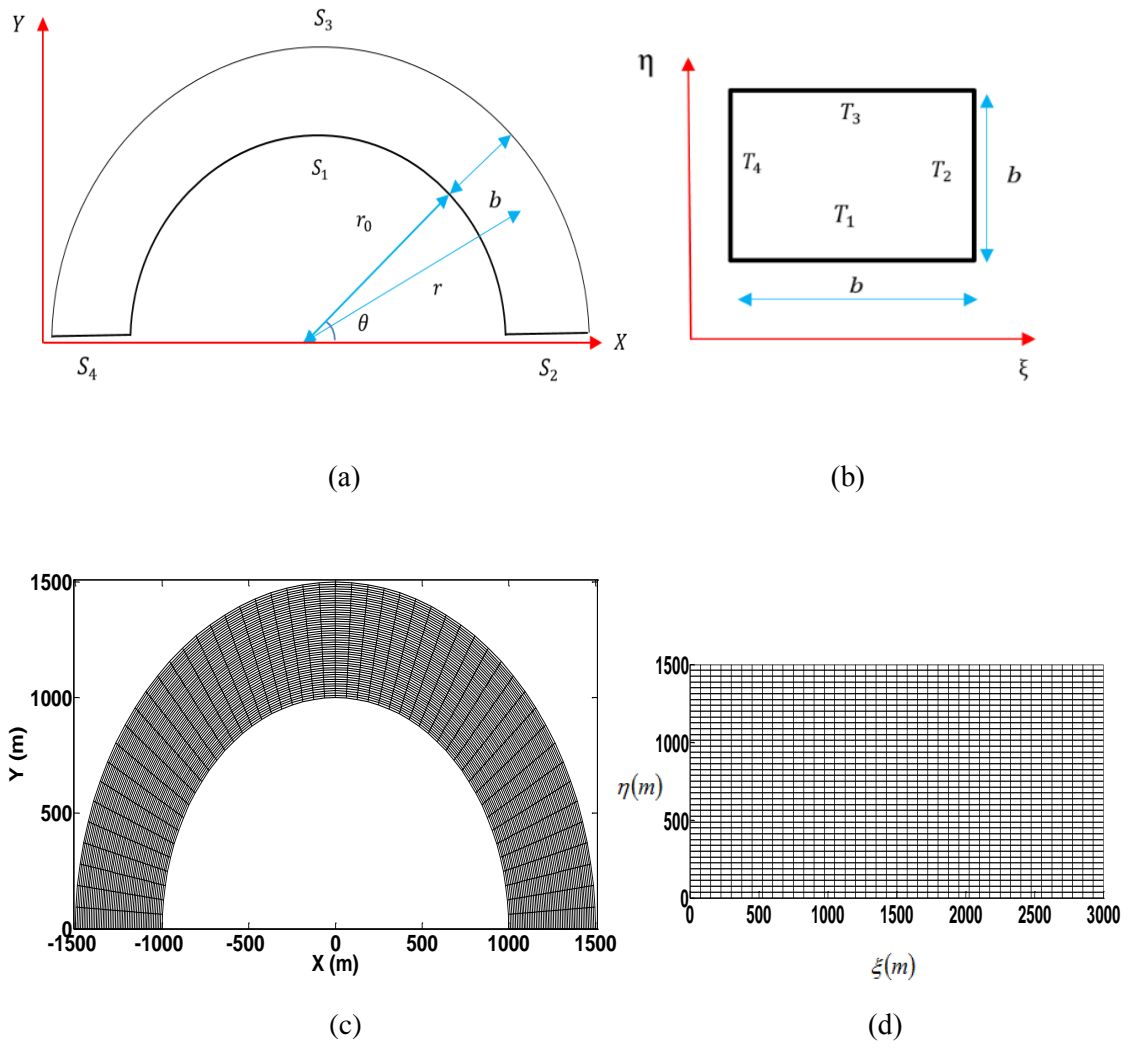 Y
S₃
S₁
r₀
b
r
θ
X
S₄
S₂
(a)
η
T₃
T₄
T₂
b
T₁
b
ξ
(b)
1500
1000
500
0
-1500
-1000
-500
0
500
1000
1500
Y (m)
X (m)
(c)
1500
1000
500
0
0
500
1000
1500
2000
2500
3000
η(m)
ξ(m)
(d)